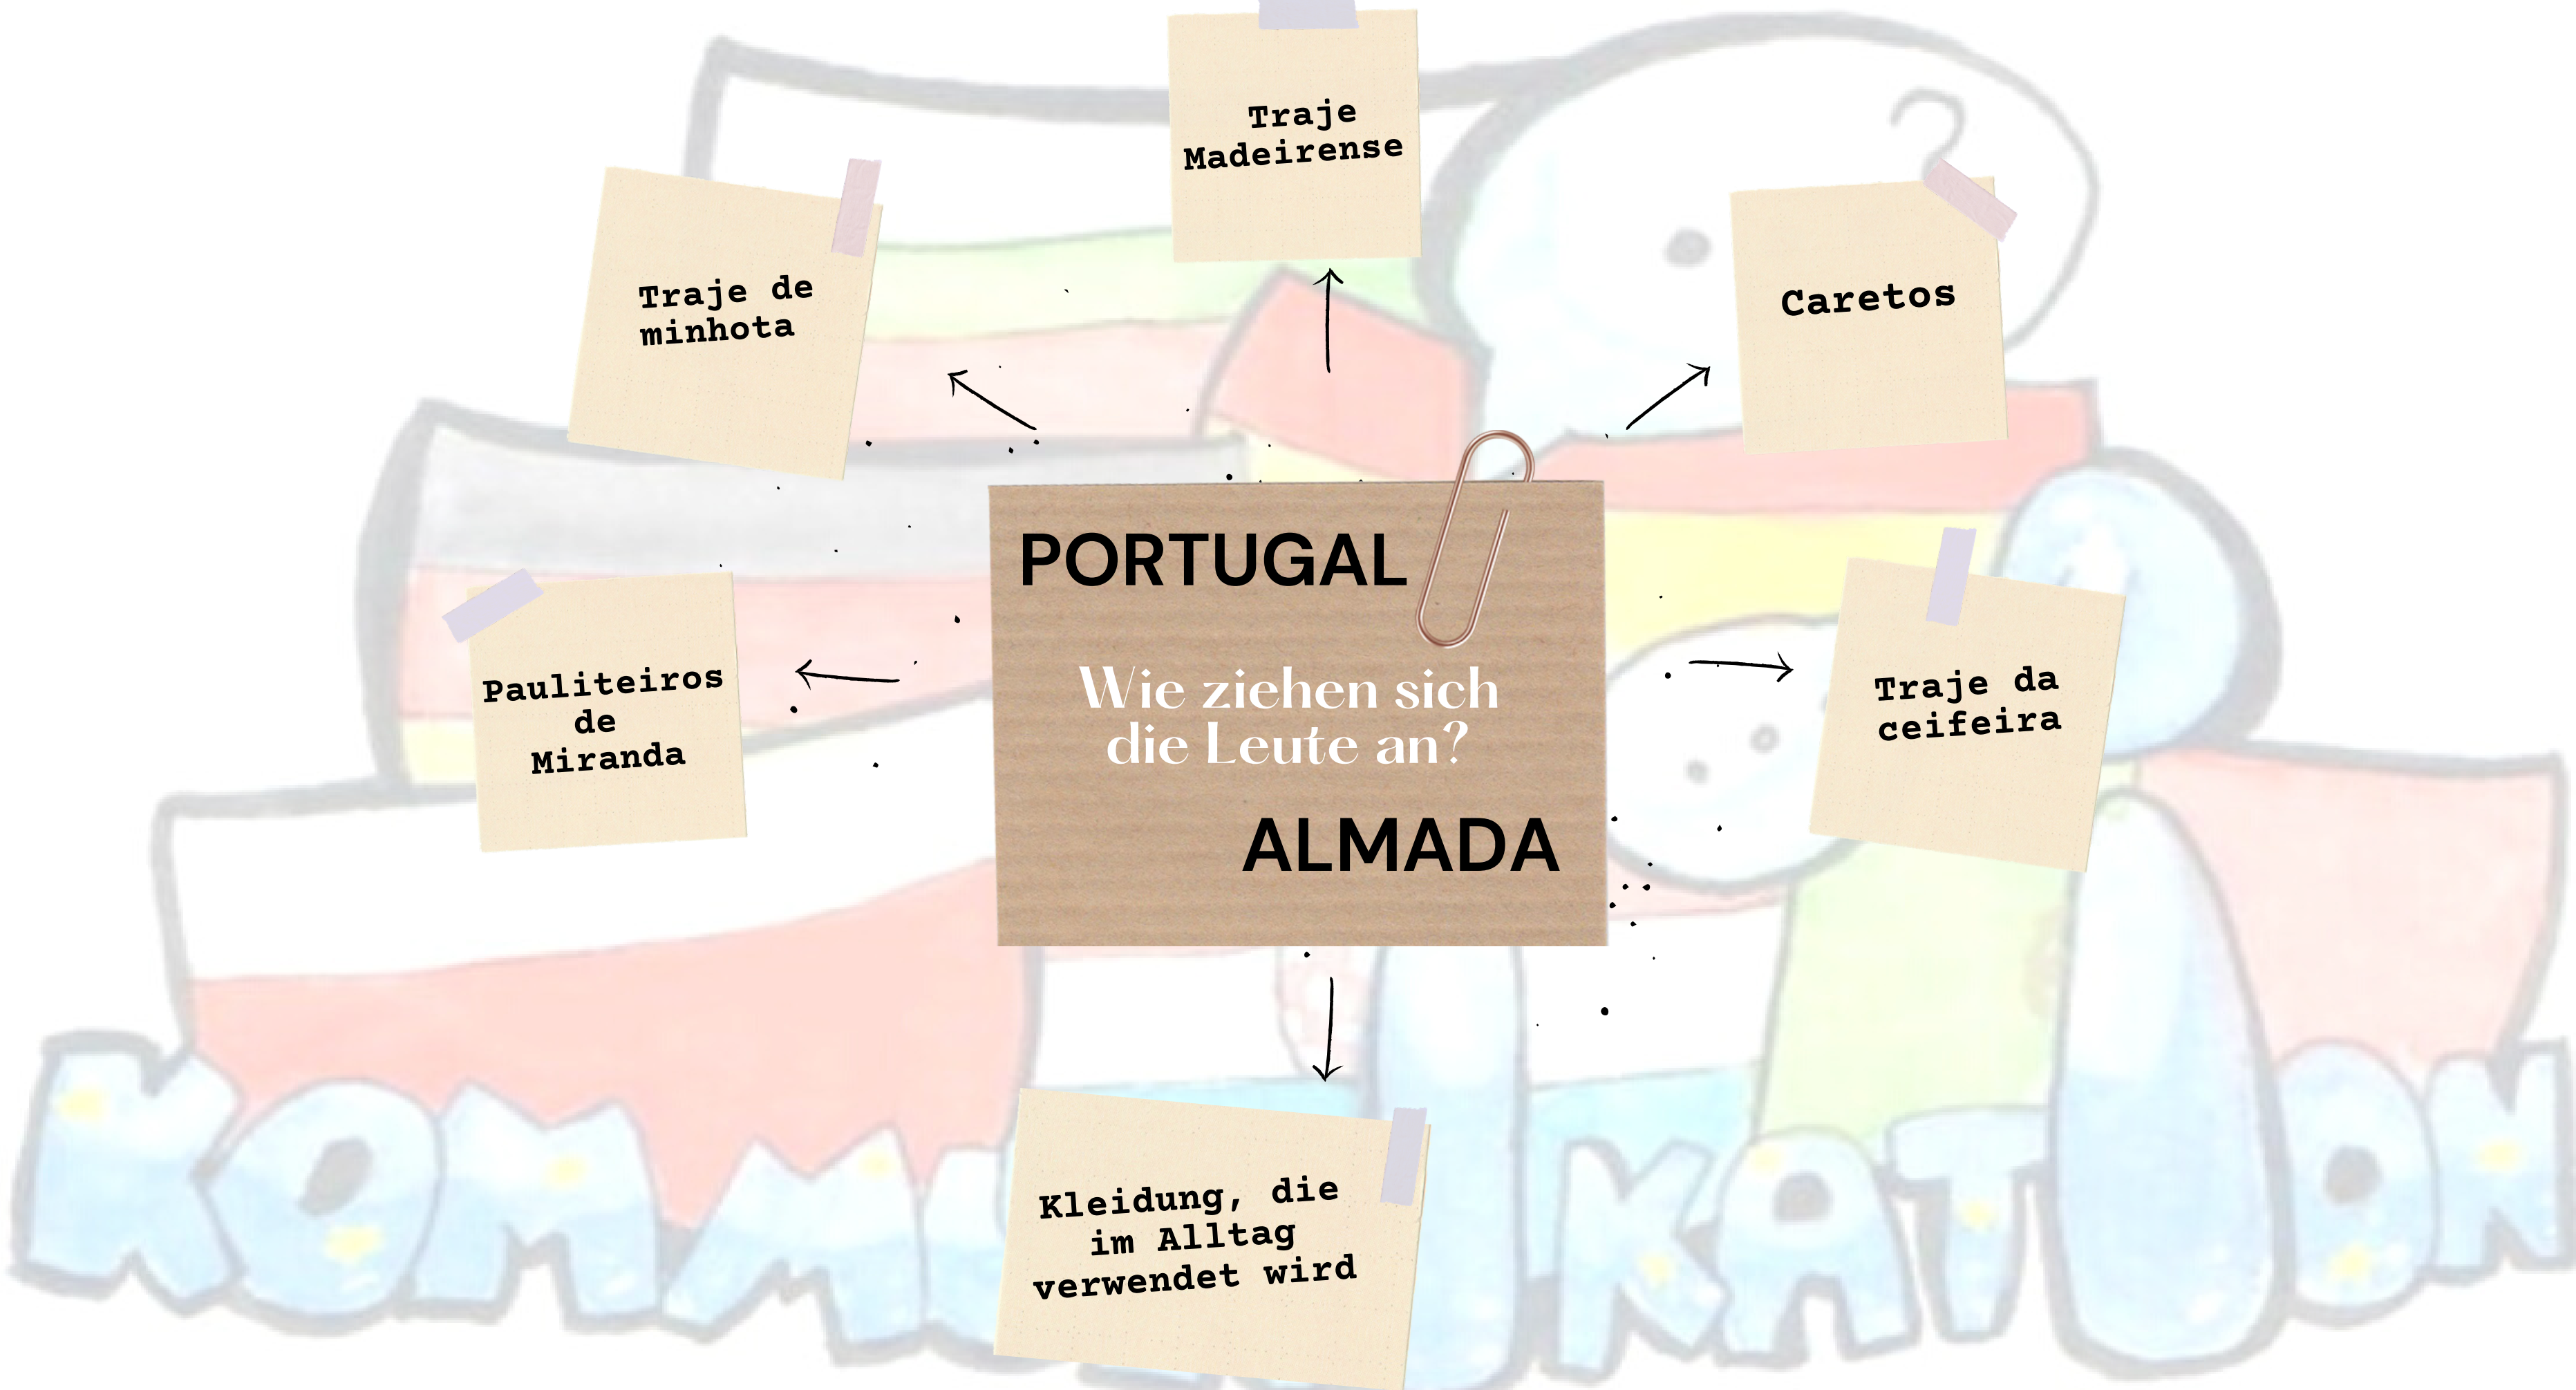 Traje
Madeirense
Traje de
minhota
Caretos
PORTUGAL
Wie ziehen sich
die Leute an?
ALMADA
Pauliteiros
de
Miranda
Traje da
ceifeira
Kleidung, die
im Alltag
verwendet wird